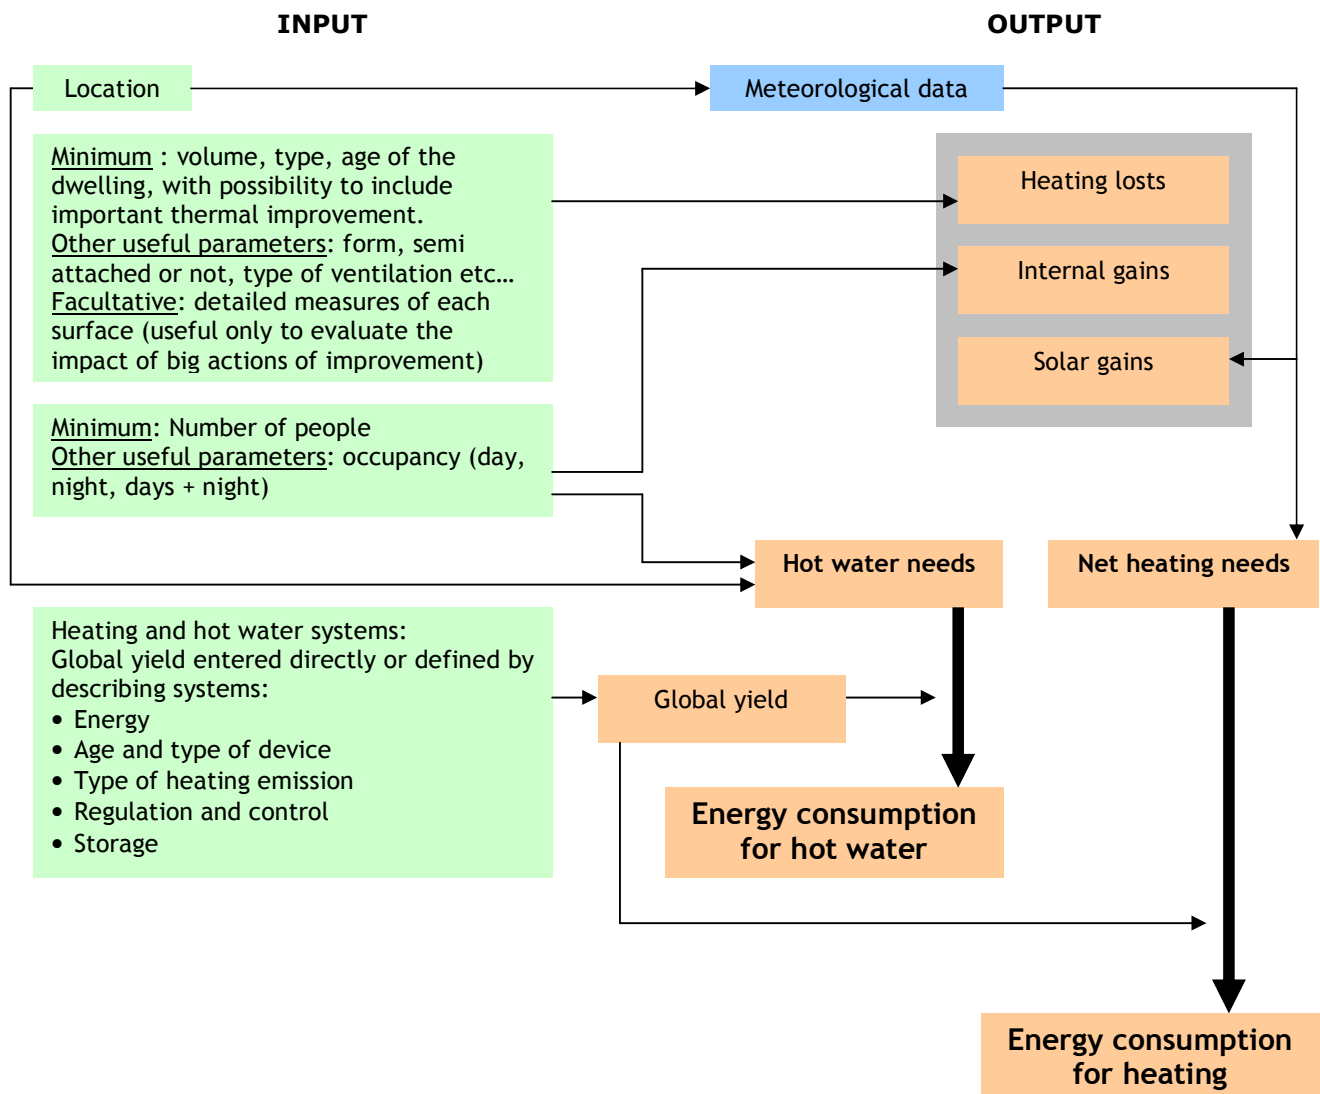 INPUT
OUTPUT
Location
Meteorological data
Minimum : volume, type, age of the
dwelling, with possibility to include
important thermal improvement.
Other useful parameters: form, semi
attached or not, type of ventilation etc…
Facultative: detailed measures of each
surface (useful only to evaluate the
impact of big actions of improvement)
Heating losts
Internal gains
Solar gains
Minimum: Number of people
Other useful parameters: occupancy (day,
night, days + night)
Hot water needs
Net heating needs
Heating and hot water systems:
Global yield entered directly or defined by
describing systems:
• Energy
• Age and type of device
• Type of heating emission
• Regulation and control
• Storage
Global yield
Energy consumption
for hot water
Energy consumption
for heating